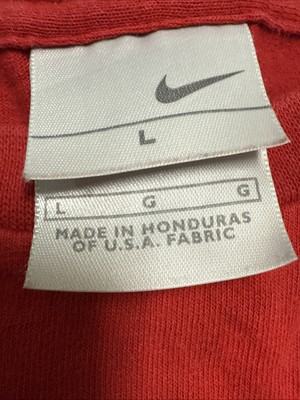 L
L G G
MADE IN HONDURAS
OF U.S.A. FABRIC